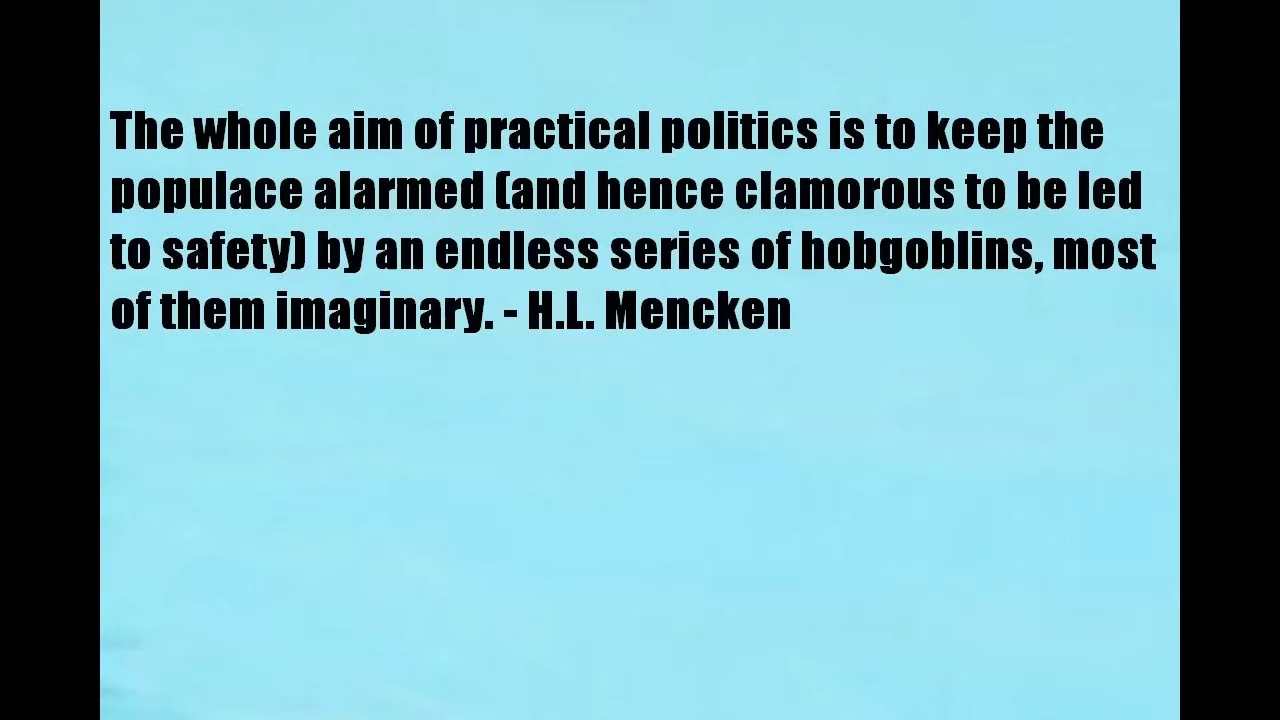 The whole aim of practical politics is to keep the
populace alarmed (and hence clamorous to be led
to safety) by an endless series of hobgoblins, most
of them imaginary. - H.L. Mencken